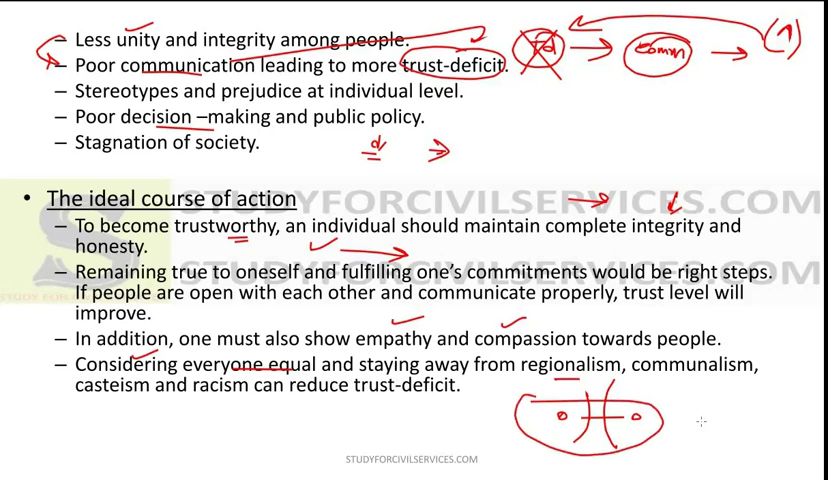 – Less unity and integrity among people.
– Poor communication leading to more trust-deficit.
– Stereotypes and prejudice at individual level.
– Poor decision –making and public policy.
– Stagnation of society.
comm
d
• The ideal course of action
STUDYFORCIVILSERVICES.COM
– To become trustworthy, an individual should maintain complete integrity and
honesty.
– Remaining true to oneself and fulfilling one's commitments would be right steps.
If people are open with each other and communicate properly, trust level will
improve.
– In addition, one must also show empathy and compassion towards people.
– Considering everyone equal and staying away from regionalism, communalism,
casteism and racism can reduce trust-deficit.
STUDYFORCIVILSERVICES.COM